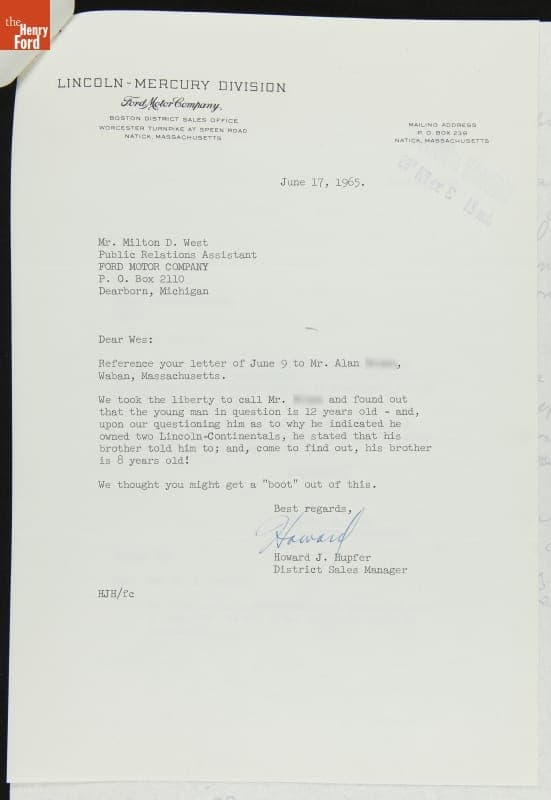 the
Henry
Ford
LINCOLN-MERCURY DIVISION
Ford Motor Company,
BOSTON DISTRICT SALES OFFICE
WORCESTER TURNPIKE AT SPEEN ROAD
NATICK, MASSACHUSETTS
MAILING ADDRESS
P. O. BOX 239
NATICK, MASSACHUSETTS
June 17, 1965.
Mr. Milton D. West
Public Relations Assistant
FORD MOTOR COMPANY
P. O. Box 2110
Dearborn, Michigan
Dear Wes:
Reference your letter of June 9 to Mr. Alan ,
Waban, Massachusetts.
We took the liberty to call Mr. and found out
that the young man in question is 12 years old - and,
upon our questioning him as to why he indicated he
owned two Lincoln-Continentals, he stated that his
brother told him to; and, come to find out, his brother
is 8 years old!
We thought you might get a "boot" out of this.
Best regards,
Howard
Howard J. Hupfer
District Sales Manager
HJH/fc